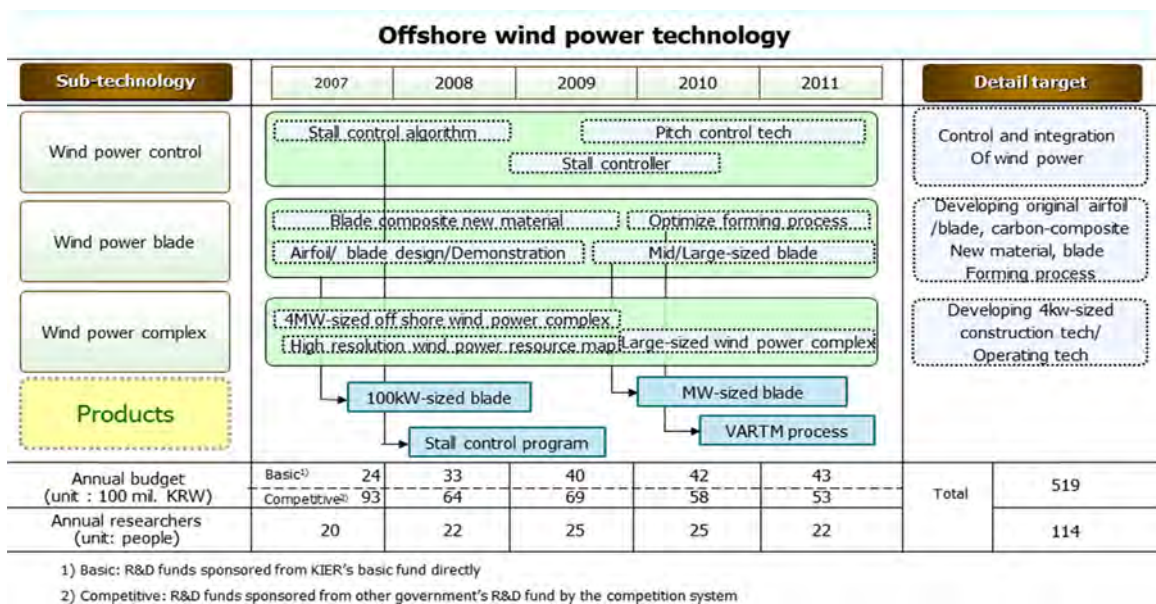 Offshore wind power technology
Sub-technology
2007
2008
2009
2010
2011
Detail target
Wind power control
Stall control algorithm
Pitch control tech
Stall controller
Control and integration
Of wind power
Wind power blade
Blade composite new material
Optimize forming process
Airfoil/ blade design/Demonstration
Mid/Large-sized blade
Developing original airfoil
/blade, carbon-composite
New material, blade
Forming process
Wind power complex
4MW-sized off shore wind power complex
High resolution wind power resource map
Large-sized wind power complex
Developing 4kw-sized
construction tech/
Operating tech
Products
100kW-sized blade
MW-sized blade
Stall control program
VARTM process
Annual budget
(unit : 100 mil. KRW)
Basic1) 24 33 40 42 43
Competitive2) 93 64 69 58 53
Total
519
Annual researchers
(unit: people)
20 22 25 25 22
114
1) Basic: R&D funds sponsored from KIER's basic fund directly
2) Competitive: R&D funds sponsored from other government's R&D fund by the competition system